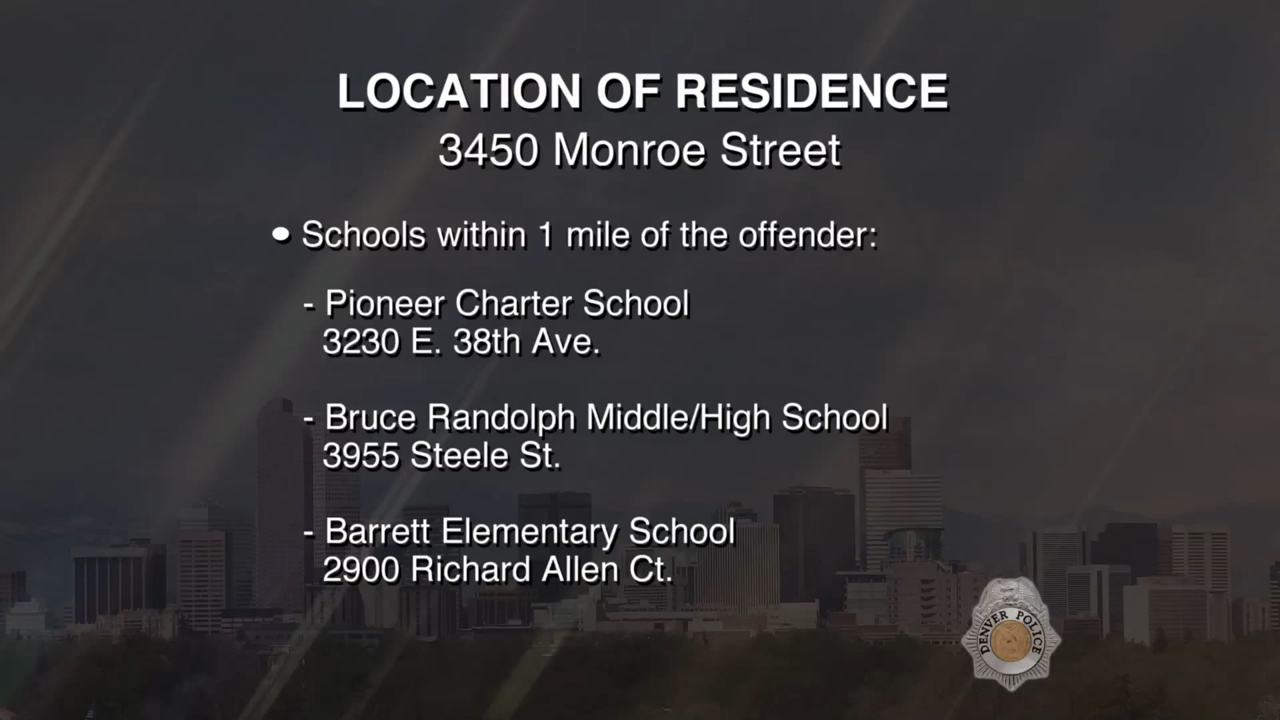 LOCATION OF RESIDENCE
3450 Monroe Street
• Schools within 1 mile of the offender:
- Pioneer Charter School
3230 E. 38th Ave.
- Bruce Randolph Middle/High School
3955 Steele St.
- Barrett Elementary School
2900 Richard Allen Ct.
DENVER POLICE